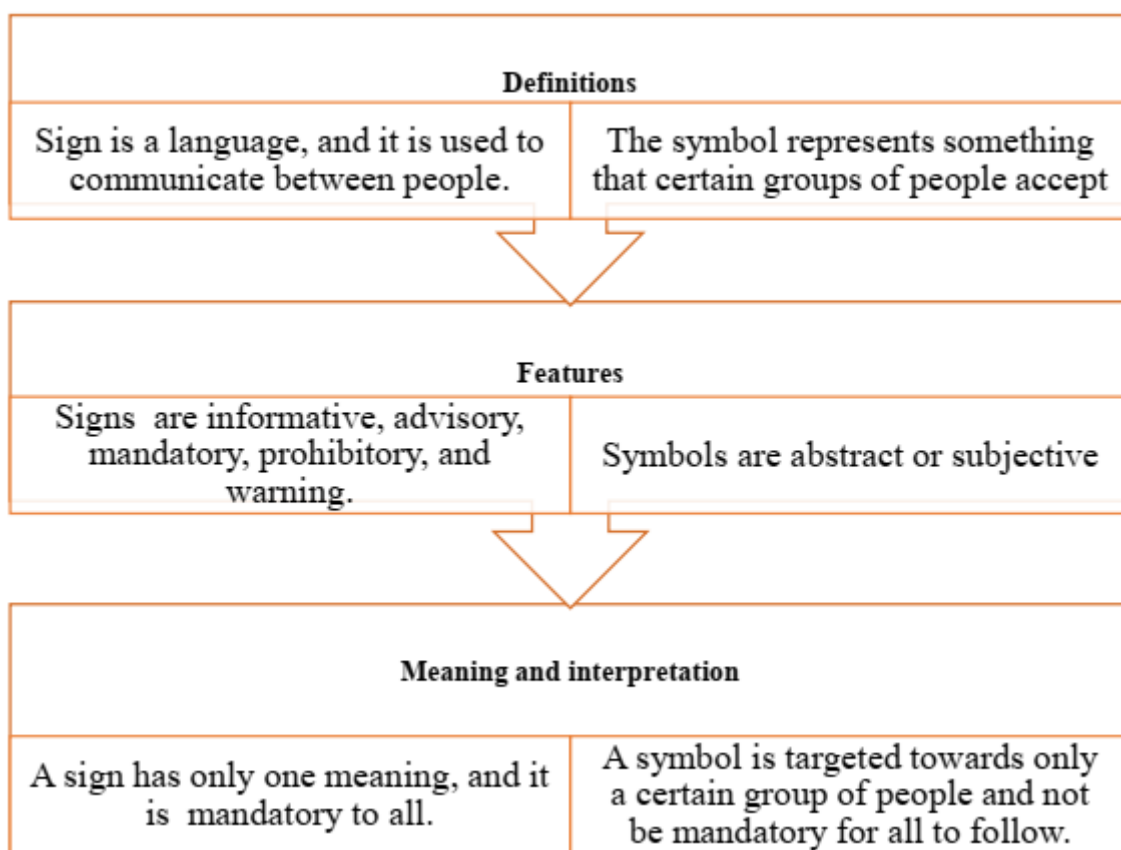 Definitions
Sign is a language, and it is used to
communicate between people.
The symbol represents something
that certain groups of people accept
Features
Signs are informative, advisory,
mandatory, prohibitory, and
warning.
Symbols are abstract or subjective
Meaning and interpretation
A sign has only one meaning, and it
is mandatory to all.
A symbol is targeted towards only
a certain group of people and not
be mandatory for all to follow.